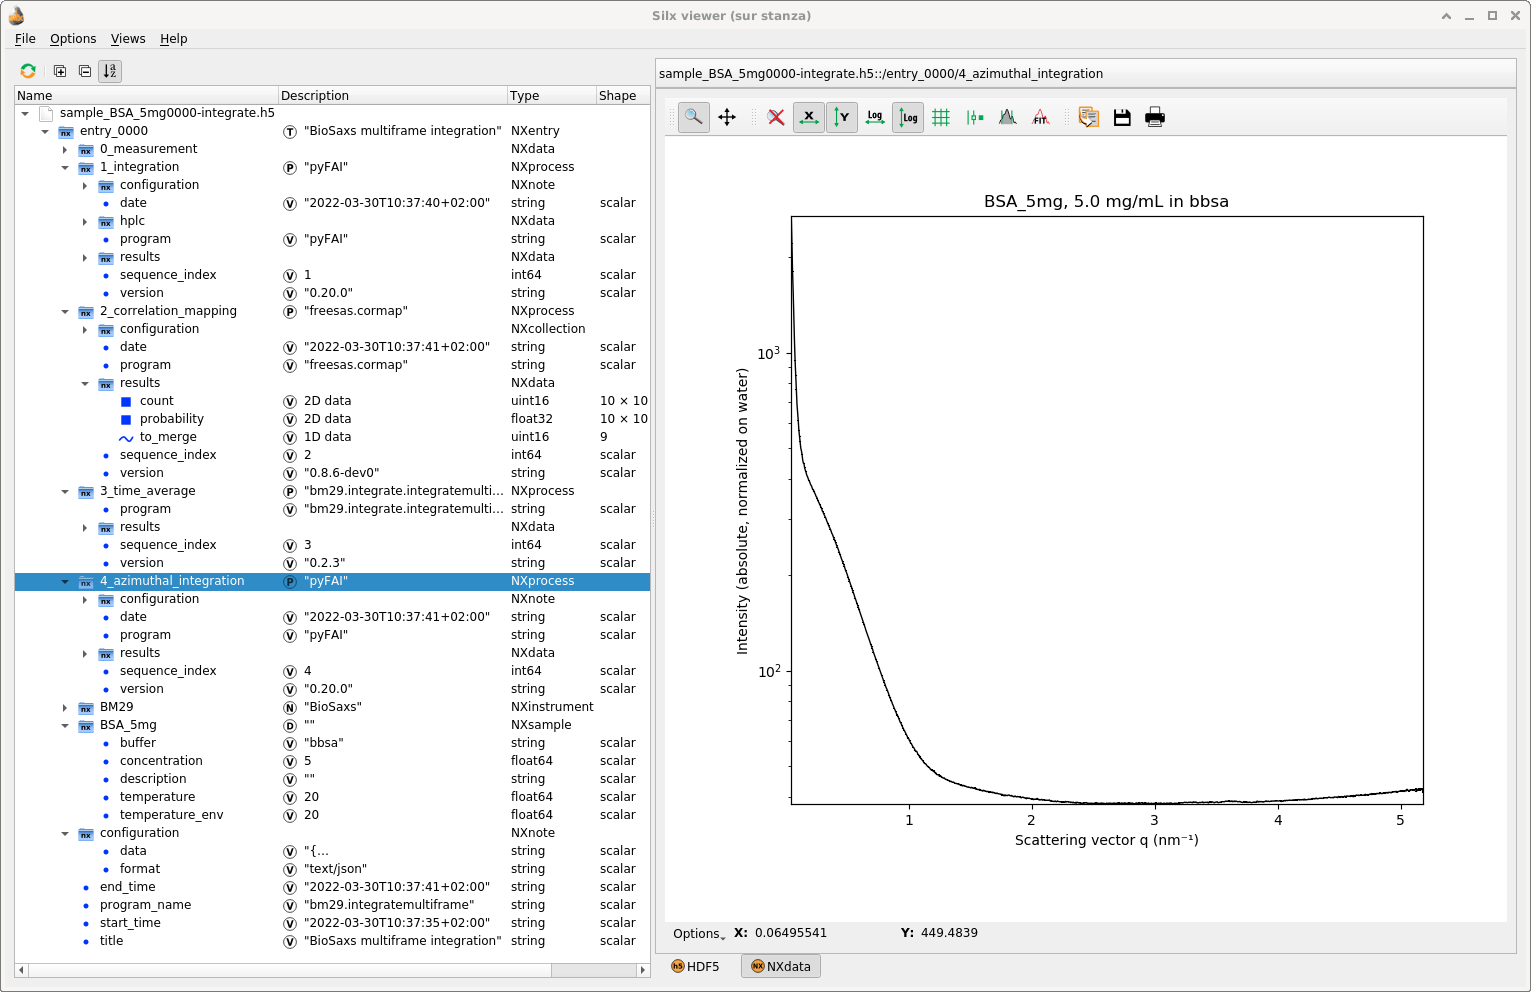 Silx viewer (sur stanza)
File Options Views Help
Name Description Type Shape
sample_BSA_5mg0000-integrate.h5
entry_0000 T "BioSaxs multiframe integration" NXentry
0_measurement NXdata
1_integration P "pyFAI" NXprocess
configuration NXnote
date V "2022-03-30T10:37:40+02:00" string scalar
hplc NXdata
program V "pyFAI" string scalar
results NXdata
sequence_index V 1 int64 scalar
version V "0.20.0" string scalar
2_correlation_mapping P "freesas.cormap" NXprocess
configuration NXcollection
date V "2022-03-30T10:37:41+02:00" string scalar
program V "freesas.cormap" string scalar
results NXdata
count V 2D data uint16 10 × 10
probability V 2D data float32 10 × 10
to_merge V 1D data uint16 9
sequence_index V 2 int64 scalar
version V "0.8.6-dev0" string scalar
3_time_average P "bm29.integrate.integratemulti... NXprocess
program V "bm29.integrate.integratemulti... string scalar
results NXdata
sequence_index V 3 int64 scalar
version V "0.2.3" string scalar
4_azimuthal_integration P "pyFAI" NXprocess
configuration NXnote
date V "2022-03-30T10:37:41+02:00" string scalar
program V "pyFAI" string scalar
results NXdata
sequence_index V 4 int64 scalar
version V "0.20.0" string scalar
BM29 N "BioSaxs" NXinstrument
BSA_5mg D "" NXsample
buffer V "bbsa" string scalar
concentration V 5 float64 scalar
description V "" string scalar
temperature V 20 float64 scalar
temperature_env V 20 float64 scalar
configuration NXnote
data V "{... string scalar
format V "text/json" string scalar
end_time V "2022-03-30T10:37:41+02:00" string scalar
program_name V "bm29.integratemultiframe" string scalar
start_time V "2022-03-30T10:37:35+02:00" string scalar
title V "BioSaxs multiframe integration" string scalar
sample_BSA_5mg0000-integrate.h5::/entry_0000/4_azimuthal_integration
X Y Log Log FIT
BSA_5mg, 5.0 mg/mL in bbsa
Intensity (absolute, normalized on water)
10³
10²
1 2 3 4 5
Scattering vector q (nm⁻¹)
Options X: 0.06495541 Y: 449.4839
h5 HDF5 NX NXdata